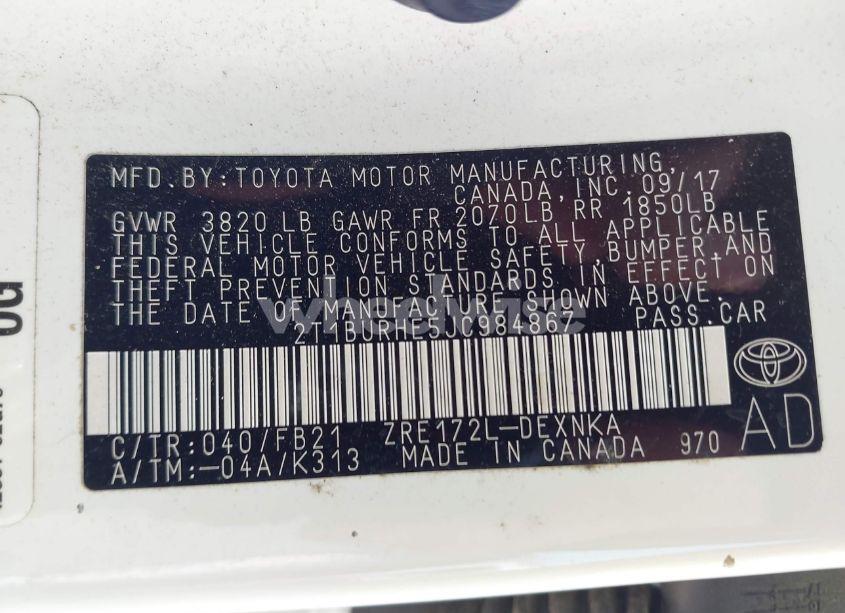 MFD.BY:TOYOTA MOTOR MANUFACTURING,
CANADA, INC. 09/17
GVWR 3820 LB GAWR FR 2070LB, RR 1850LB
THIS VEHICLE CONFORMS TO ALL APPLICABLE
FEDERAL MOTOR VEHICLE SAFETY, BUMPER AND
THEFT PREVENTION STANDARDS IN EFFECT ON
THE DATE OF MANUFACTURE SHOWN ABOVE.
PASS.CAR
C/TR: 040/FB21 ZRE172L-DEXNKA
A/TM:-04A/K313 MADE IN CANADA 970
AD
OG